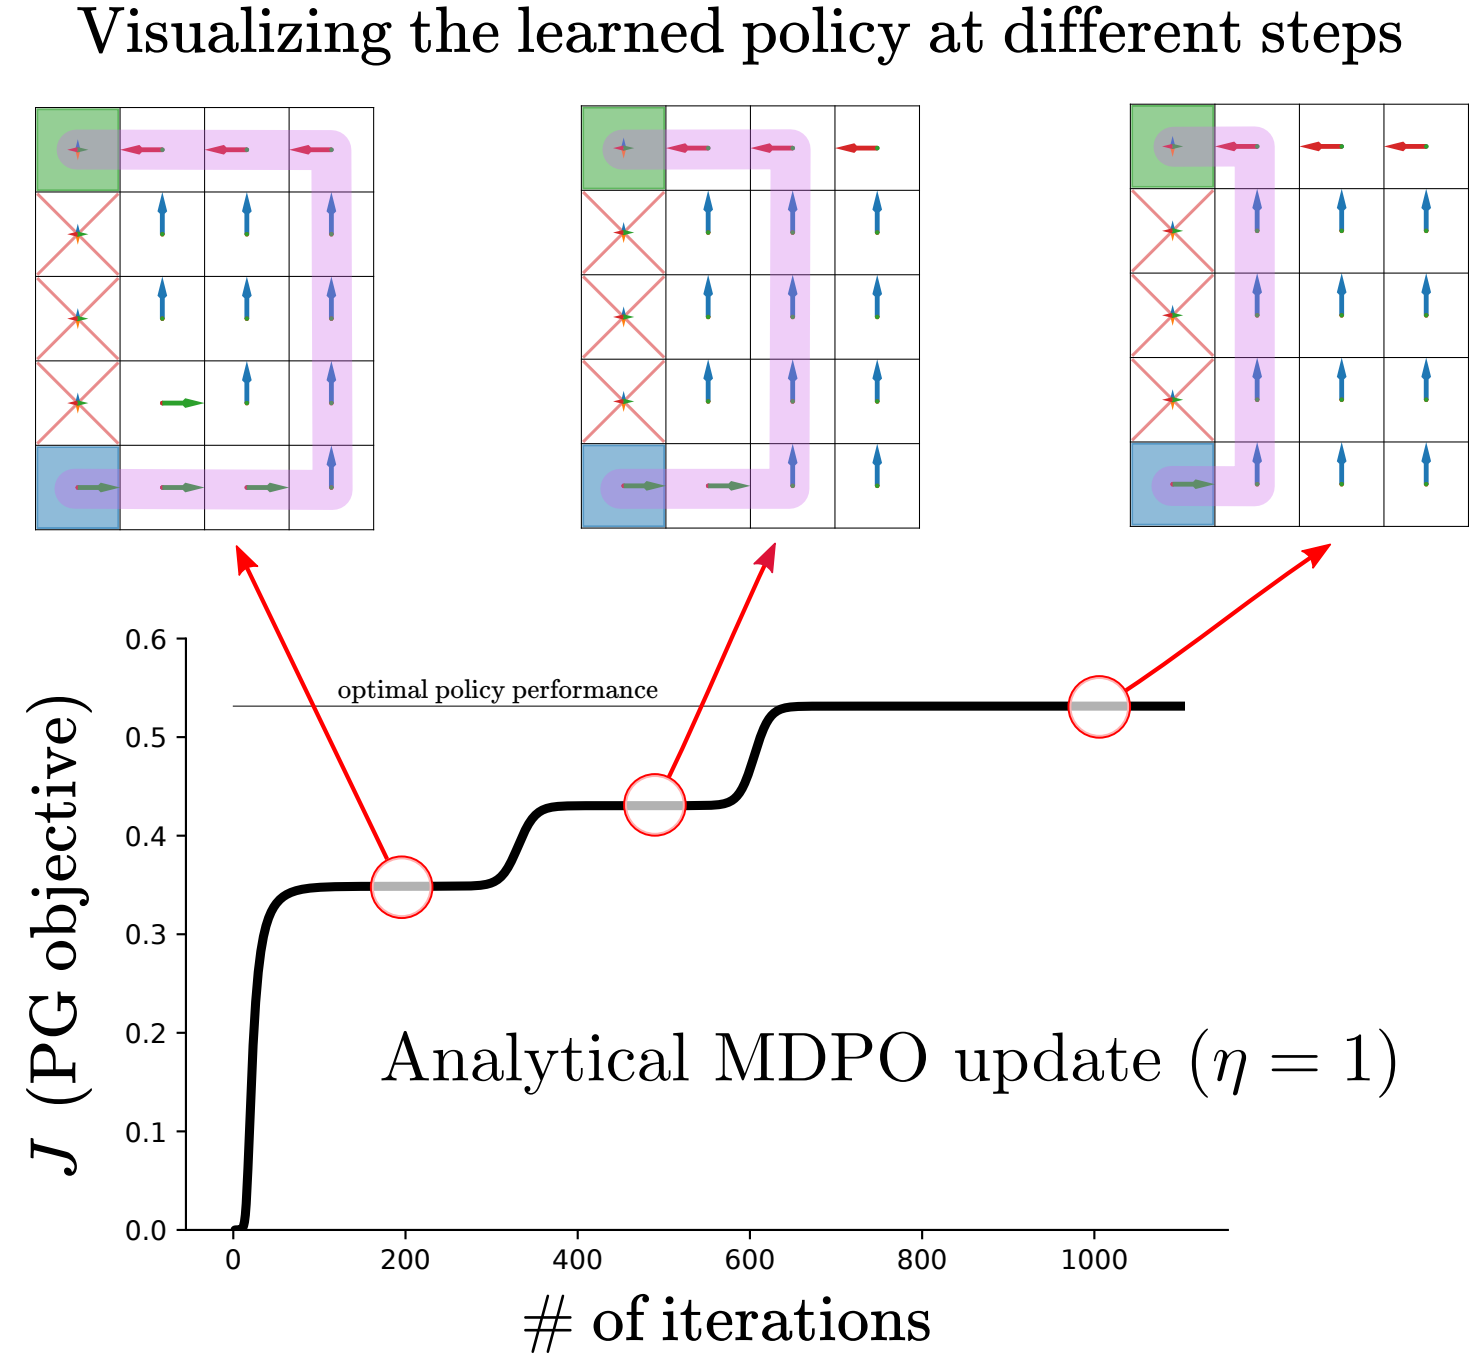 Visualizing the learned policy at different steps
0.6
0.5
0.4
0.3
0.2
0.1
0.0
J (PG objective)
optimal policy performance
Analytical MDPO update (η = 1)
0 200 400 600 800 1000
# of iterations